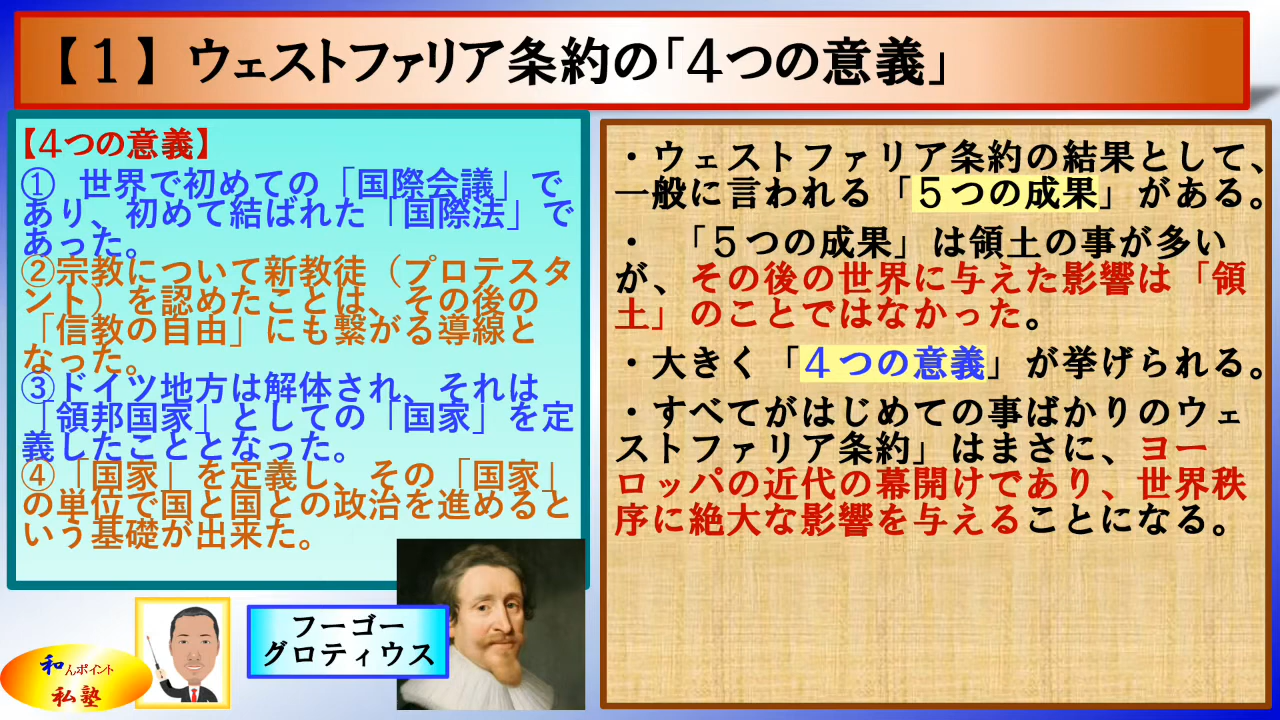 【１】ウェストファリア条約の「４つの意義」
【４つの意義】
① 世界で初めての「国際会議」で
あり、初めて結ばれた「国際法」で
あった。
②宗教について新教徒（プロテスタ
ント）を認めたことは、その後の
「信教の自由」にも繋がる導線と
なった。
③ドイツ地方は解体され、それは
「領邦国家」としての「国家」を定
義したこととなった。
④「国家」を定義し、その「国家」
の単位で国と国との政治を進めると
いう基礎が出来た。
フーゴー
グロティウス
和んポイント
私塾
・ウェストファリア条約の結果として、
一般に言われる「５つの成果」がある。
・ 「５つの成果」は領土の事が多い
が、その後の世界に与えた影響は「領
土」のことではなかった。
・大きく「４つの意義」が挙げられる。
・すべてがはじめての事ばかりのウェ
ストファリア条約」はまさに、ヨー
ロッパの近代の幕開けであり、世界秩
序に絶大な影響を与えることになる。